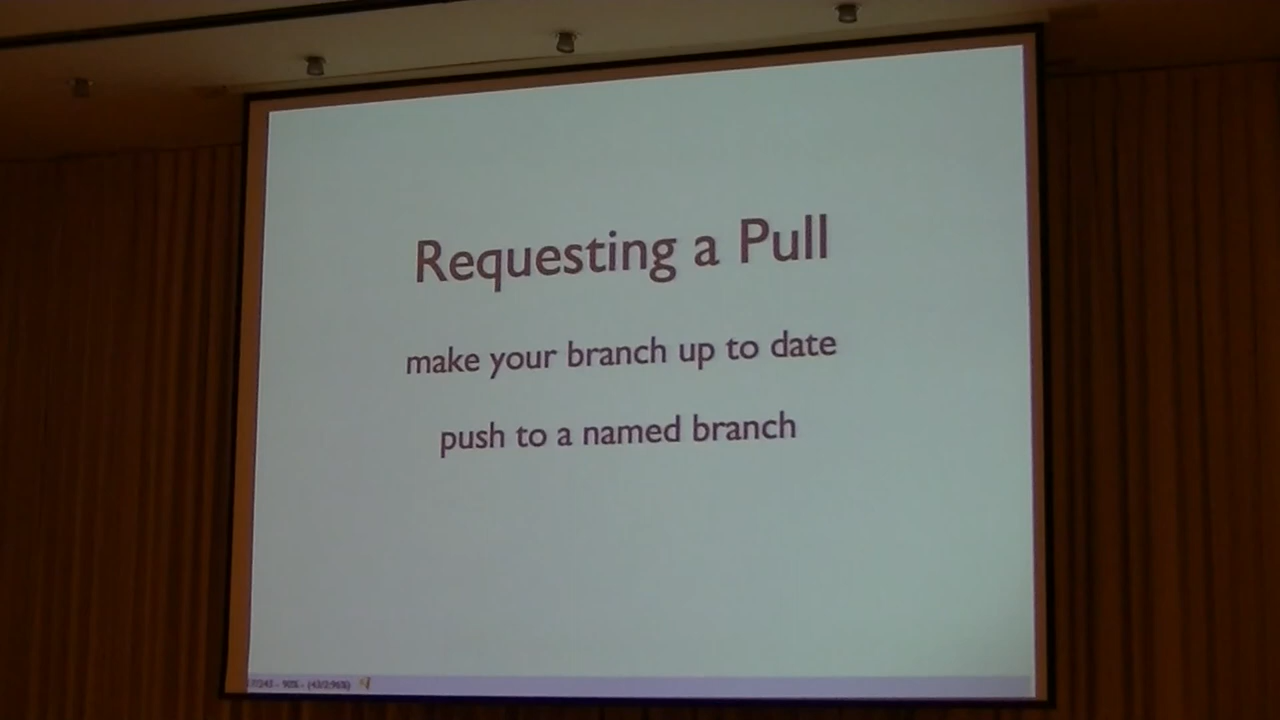 Requesting a Pull
make your branch up to date
push to a named branch